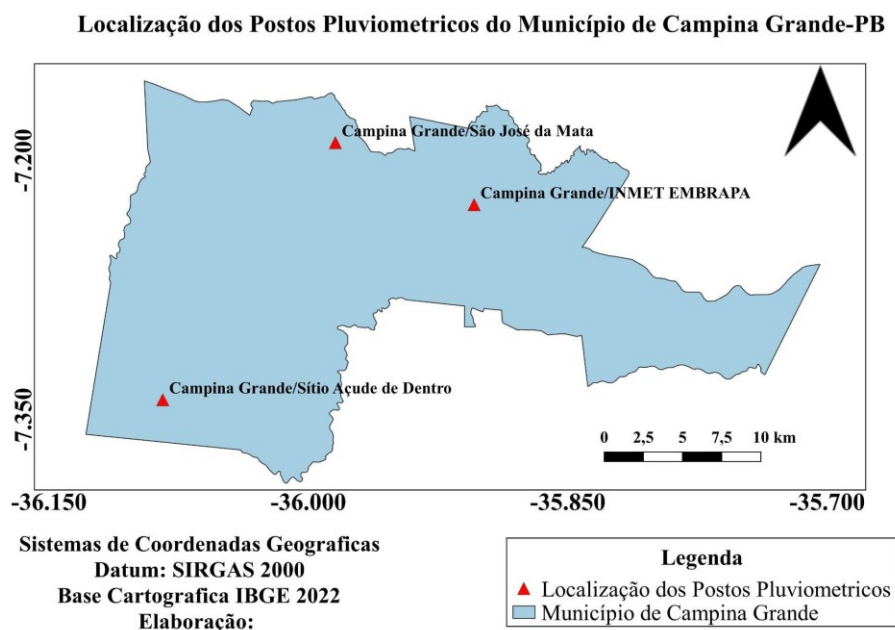 Localização dos Postos Pluviometricos do Município de Campina Grande-PB
-7.200
Campina Grande/São José da Mata
Campina Grande/INMET EMBRAPA
Campina Grande/Sítio Açude de Dentro
-7.350
0 2,5 5 7,5 10 km
-36.150 -36.000 -35.850 -35.700
Sistemas de Coordenadas Geograficas
Datum: SIRGAS 2000
Base Cartografica IBGE 2022
Elaboração:
Legenda
Localização dos Postos Pluviometricos
Município de Campina Grande